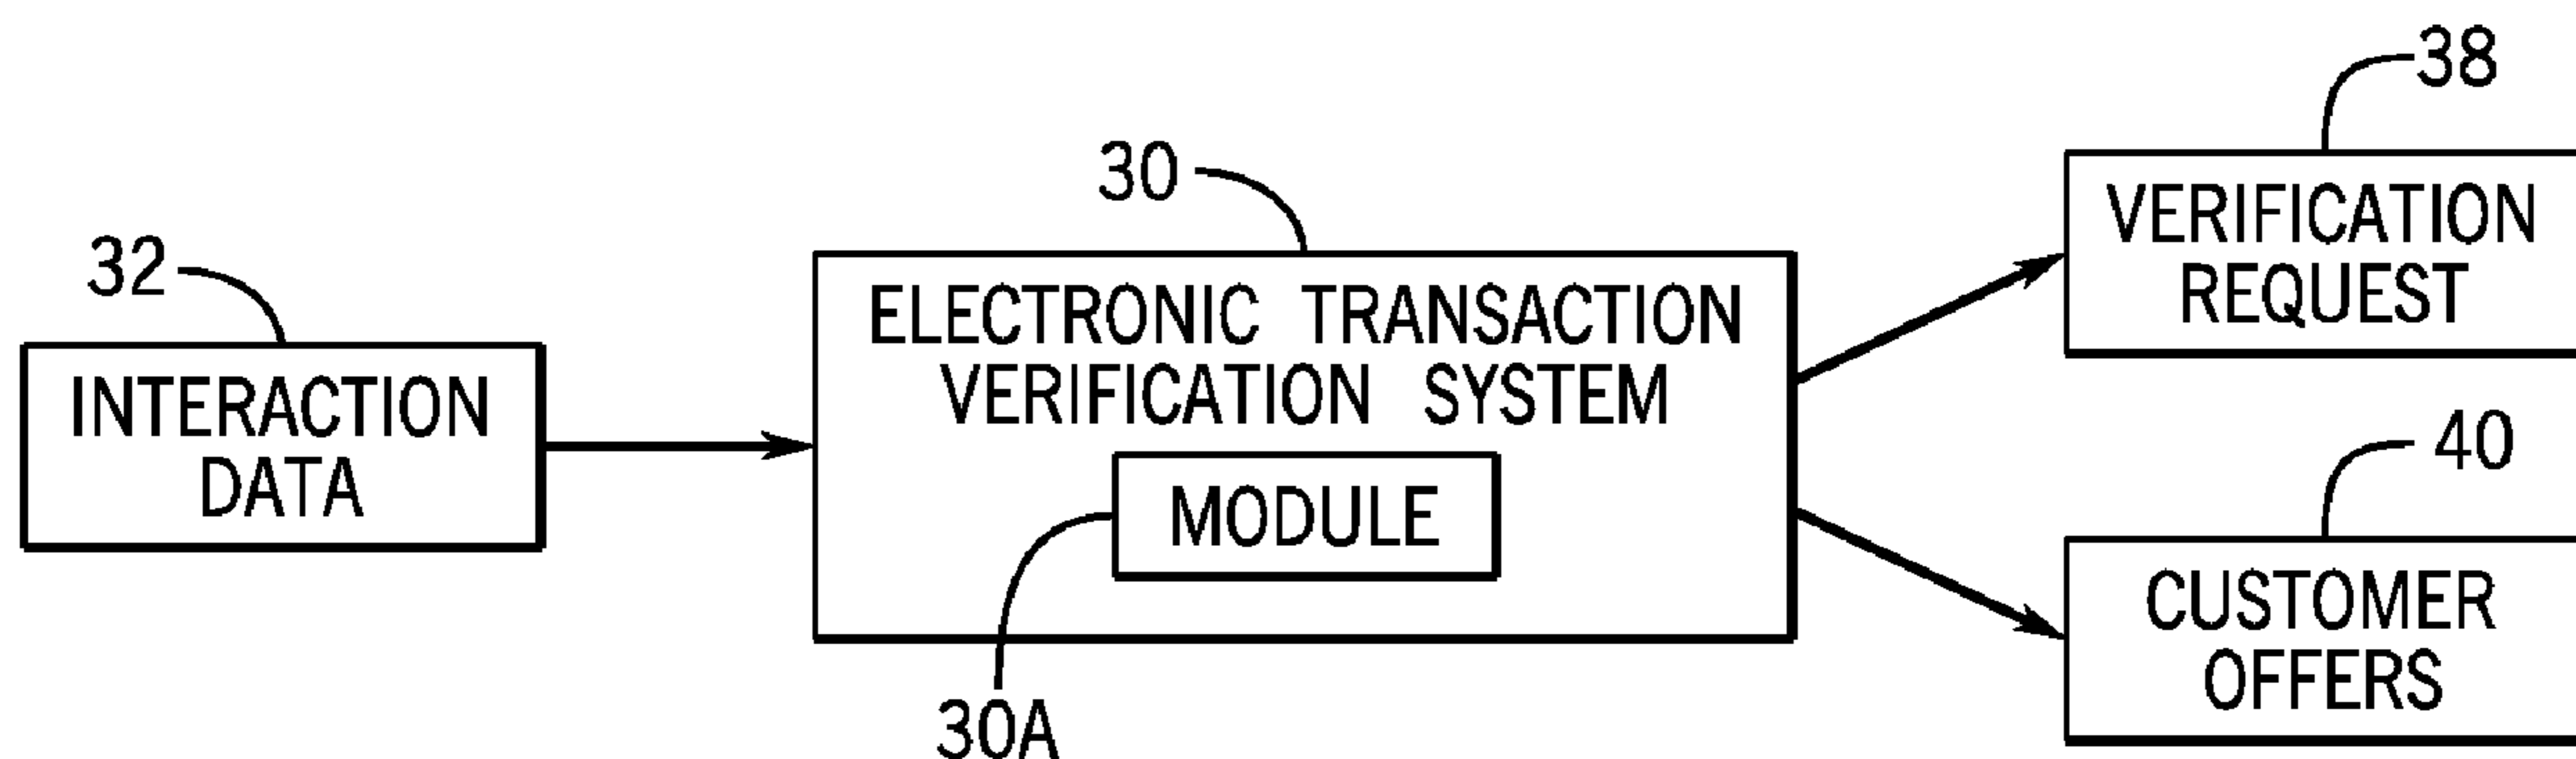 32
INTERACTION
DATA
30
ELECTRONIC TRANSACTION
VERIFICATION SYSTEM
MODULE
30A
38
VERIFICATION
REQUEST
40
CUSTOMER
OFFERS